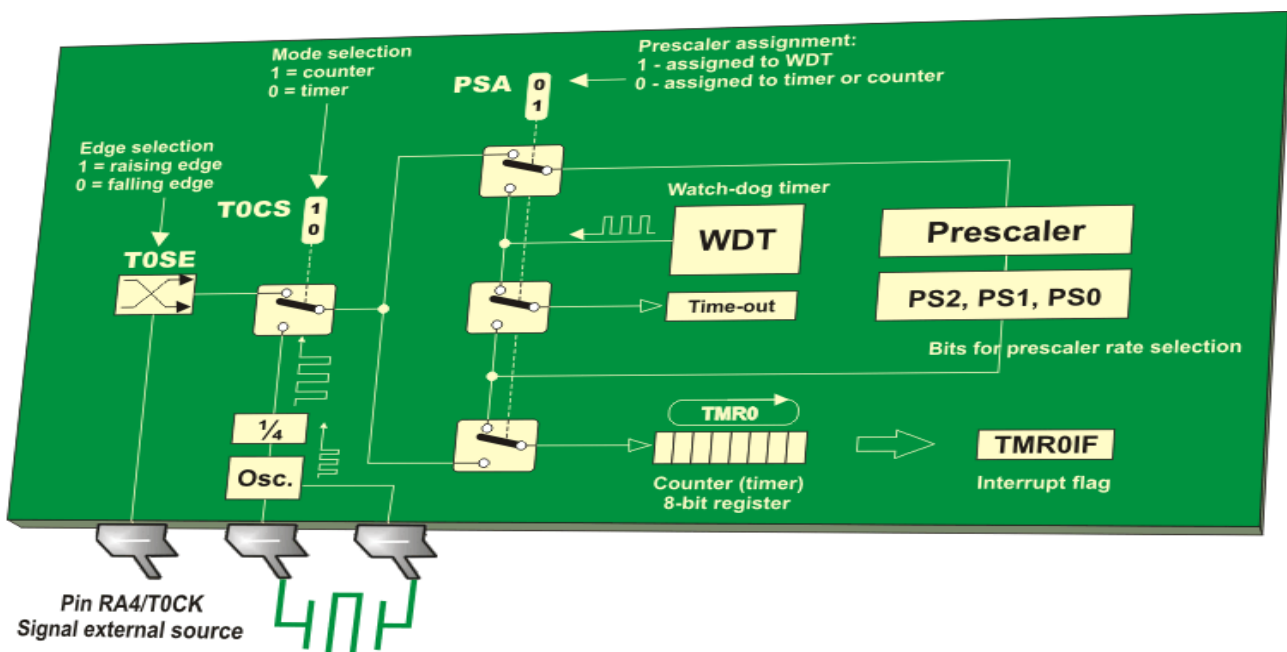 Mode selection
1 = counter
0 = timer
Prescaler assignment:
1 - assigned to WDT
0 - assigned to timer or counter
PSA
0
1
Edge selection
1 = raising edge
0 = falling edge
T0CS
1
0
T0SE
Watch-dog timer
WDT
Prescaler
Time-out
PS2, PS1, PS0
Bits for prescaler rate selection
¼
Osc.
TMR0
Counter (timer)
8-bit register
TMR0IF
Interrupt flag
Pin RA4/T0CK
Signal external source